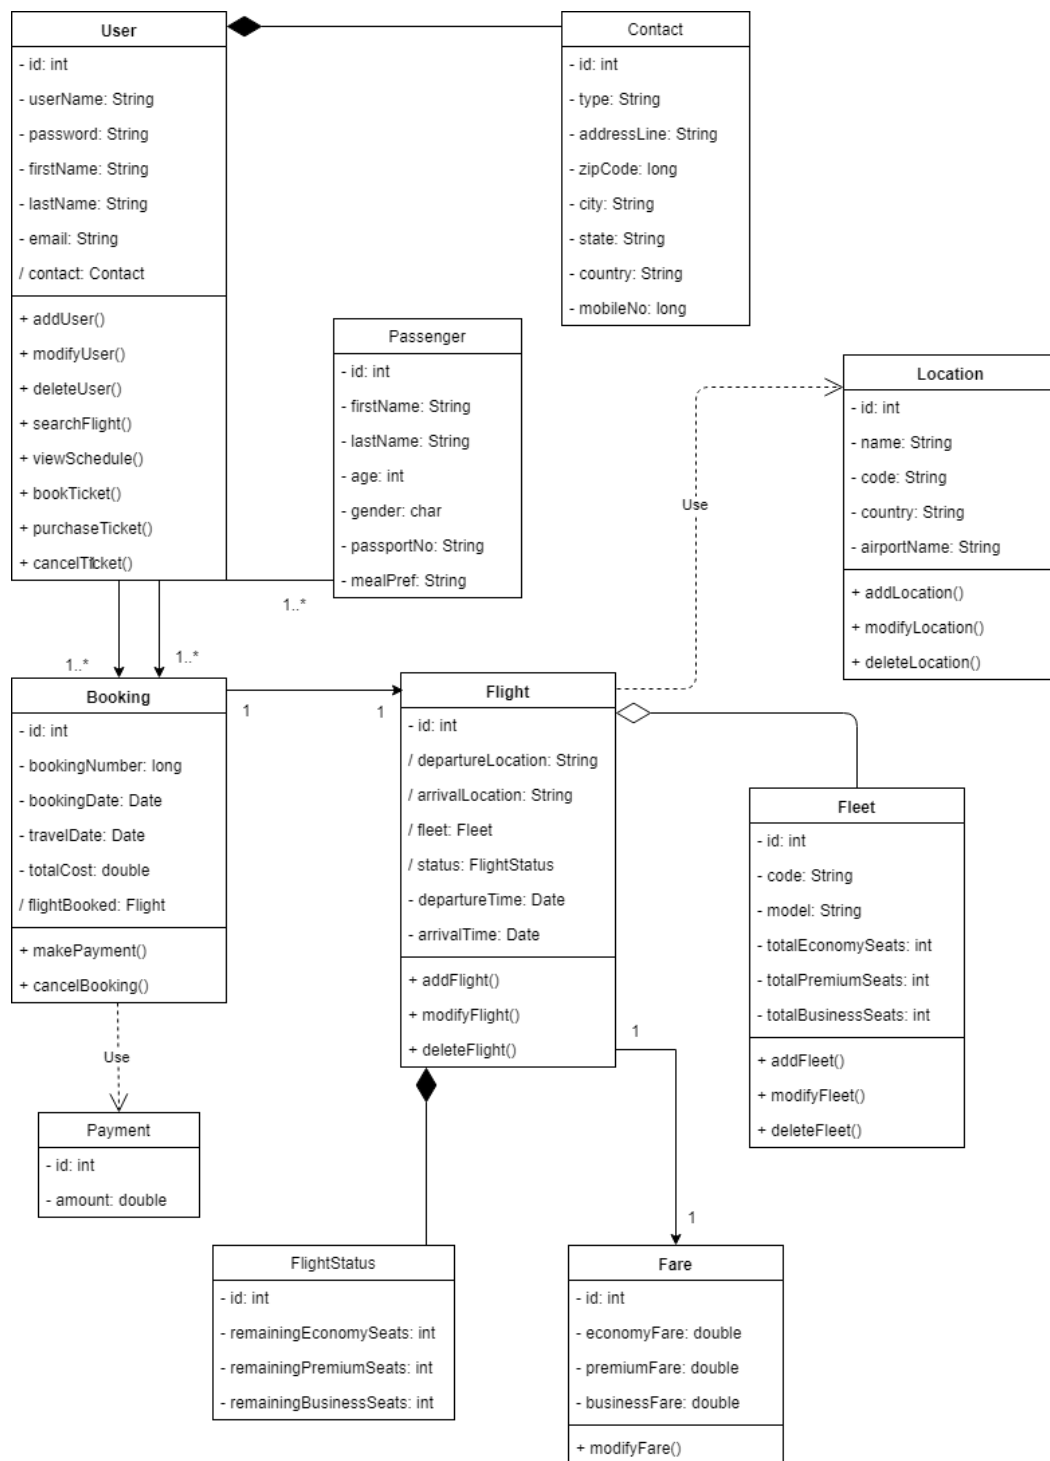 User
- id: int
- userName: String
- password: String
- firstName: String
- lastName: String
- email: String
/ contact: Contact
+ addUser()
+ modifyUser()
+ deleteUser()
+ searchFlight()
+ viewSchedule()
+ bookTicket()
+ purchaseTicket()
+ cancelTicket()
Contact
- id: int
- type: String
- addressLine: String
- zipCode: long
- city: String
- state: String
- country: String
- mobileNo: long
Passenger
- id: int
- firstName: String
- lastName: String
- age: int
- gender: char
- passportNo: String
- mealPref: String
1..*
1..*
1..*
Use
Location
- id: int
- name: String
- code: String
- country: String
- airportName: String
+ addLocation()
+ modifyLocation()
+ deleteLocation()
Booking
- id: int
- bookingNumber: long
- bookingDate: Date
- travelDate: Date
- totalCost: double
/ flightBooked: Flight
+ makePayment()
+ cancelBooking()
1
1
Flight
- id: int
/ departureLocation: String
/ arrivalLocation: String
/ fleet: Fleet
/ status: FlightStatus
- departureTime: Date
- arrivalTime: Date
+ addFlight()
+ modifyFlight()
+ deleteFlight()
Fleet
- id: int
- code: String
- model: String
- totalEconomySeats: int
- totalPremiumSeats: int
- totalBusinessSeats: int
+ addFleet()
+ modifyFleet()
+ deleteFleet()
Use
Payment
- id: int
- amount: double
1
1
FlightStatus
- id: int
- remainingEconomySeats: int
- remainingPremiumSeats: int
- remainingBusinessSeats: int
Fare
- id: int
- economyFare: double
- premiumFare: double
- businessFare: double
+ modifyFare()